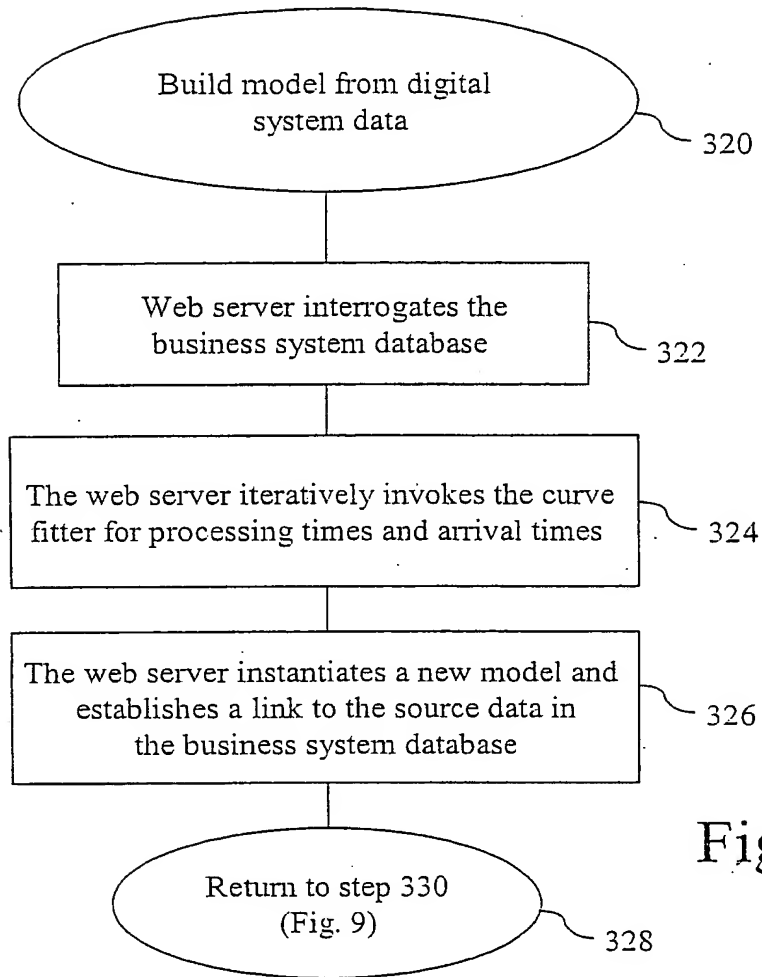 Build model from digital
system data
320
Web server interrogates the
business system database
322
The web server iteratively invokes the curve
fitter for processing times and arrival times
324
The web server instantiates a new model and
establishes a link to the source data in
the business system database
326
Fig
Return to step 330
(Fig. 9)
328